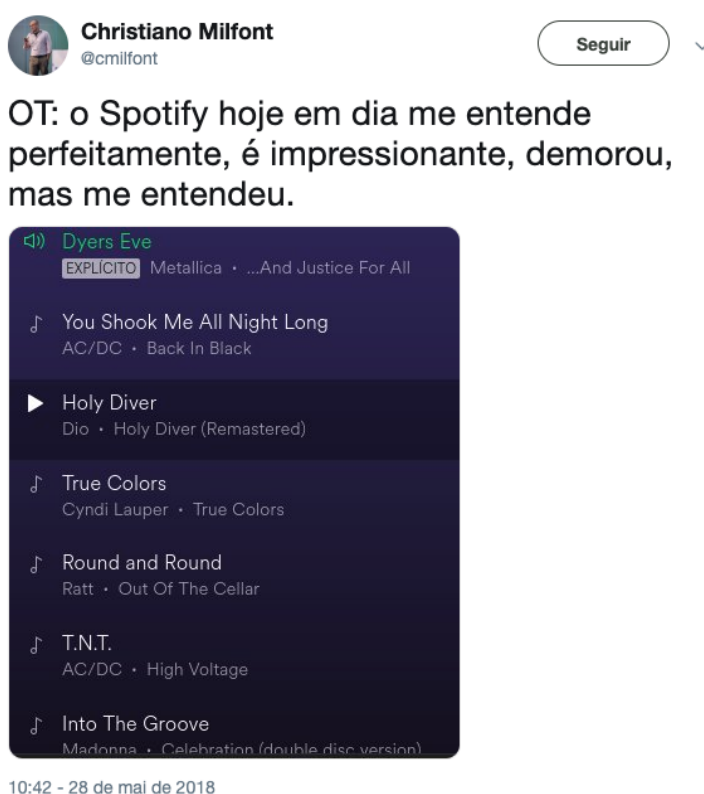 Christiano Milfont
@cmilfont
Seguir
OT: o Spotify hoje em dia me entende
perfeitamente, é impressionante, demorou,
mas me entendeu.
Dyers Eve
EXPLÍCITO Metallica • ...And Justice For All
You Shook Me All Night Long
AC/DC • Back In Black
Holy Diver
Dio • Holy Diver (Remastered)
True Colors
Cyndi Lauper • True Colors
Round and Round
Ratt • Out Of The Cellar
T.N.T.
AC/DC • High Voltage
Into The Groove
Madonna • Celebration (double disc version)
10:42 - 28 de mai de 2018